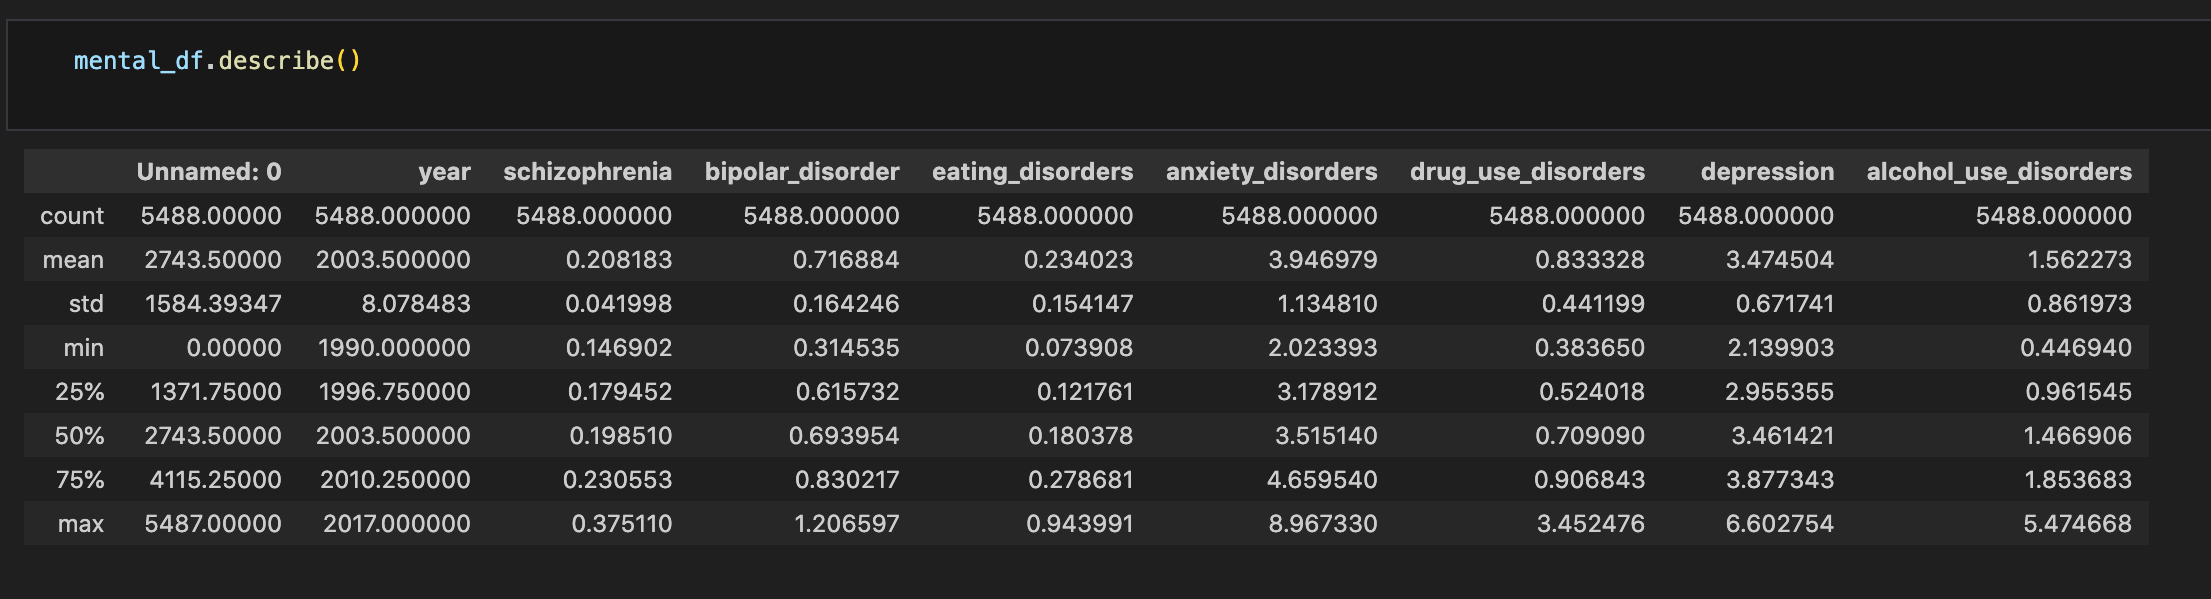 mental_df.describe()
Unnamed: 0 year schizophrenia bipolar_disorder eating_disorders anxiety_disorders drug_use_disorders depression alcohol_use_disorders
count 5488.00000 5488.000000 5488.000000 5488.000000 5488.000000 5488.000000 5488.000000 5488.000000 5488.000000
mean 2743.50000 2003.500000 0.208183 0.716884 0.234023 3.946979 0.833328 3.474504 1.562273
std 1584.39347 8.078483 0.041998 0.164246 0.154147 1.134810 0.441199 0.671741 0.861973
min 0.00000 1990.000000 0.146902 0.314535 0.073908 2.023393 0.383650 2.139903 0.446940
25% 1371.75000 1996.750000 0.179452 0.615732 0.121761 3.178912 0.524018 2.955355 0.961545
50% 2743.50000 2003.500000 0.198510 0.693954 0.180378 3.515140 0.709090 3.461421 1.466906
75% 4115.25000 2010.250000 0.230553 0.830217 0.278681 4.659540 0.906843 3.877343 1.853683
max 5487.00000 2017.000000 0.375110 1.206597 0.943991 8.967330 3.452476 6.602754 5.474668